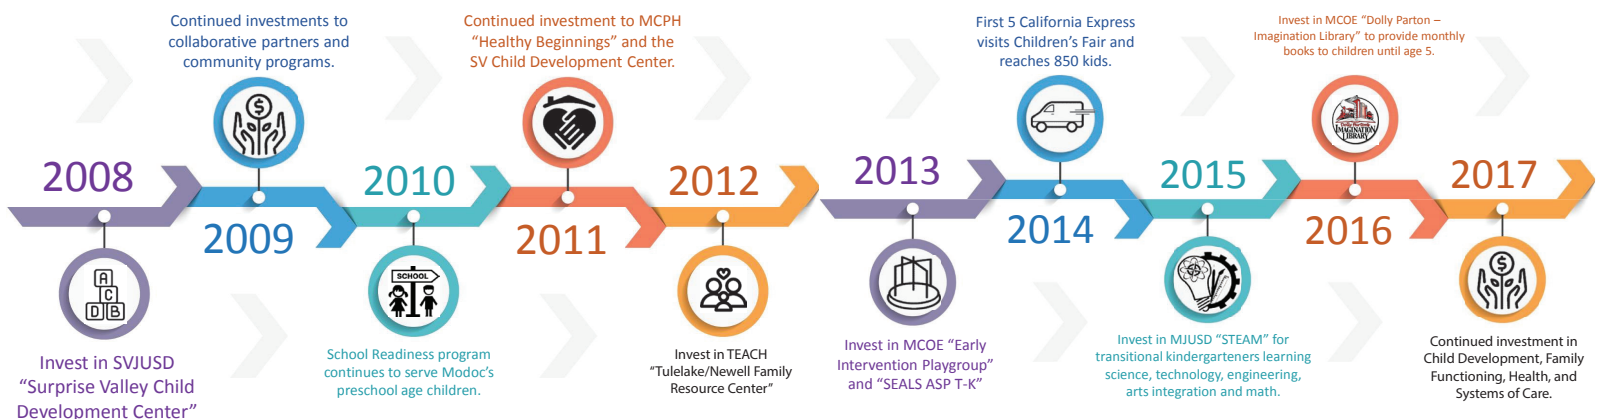 2008
A
C
D B
Invest in SVJUSD
“Surprise Valley Child
Development Center”
Continued investments to
collaborative partners and
community programs.
$
2009
2010
SCHOOL
School Readiness program
continues to serve Modoc’s
preschool age children.
Continued investment to MCPH
“Healthy Beginnings” and the
SV Child Development Center.
2011
2012
Invest in TEACH
“Tulelake/Newell Family
Resource Center”
2013
Invest in MCOE “Early
Intervention Playgroup”
and “SEALS ASP T-K”
First 5 California Express
visits Children’s Fair and
reaches 850 kids.
2014
2015
Invest in MJUSD “STEAM” for
transitional kindergarteners learning
science, technology, engineering,
arts integration and math.
Invest in MCOE “Dolly Parton –
Imagination Library” to provide monthly
books to children until age 5.
Dolly Parton’s
IMAGINATION
LIBRARY
2016
2017
$
Continued investment in
Child Development, Family
Functioning, Health, and
Systems of Care.